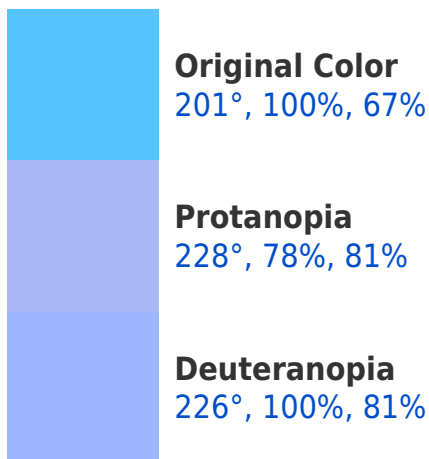 Original Color
201°, 100%, 67%
Protanopia
228°, 78%, 81%
Deuteranopia
226°, 100%, 81%